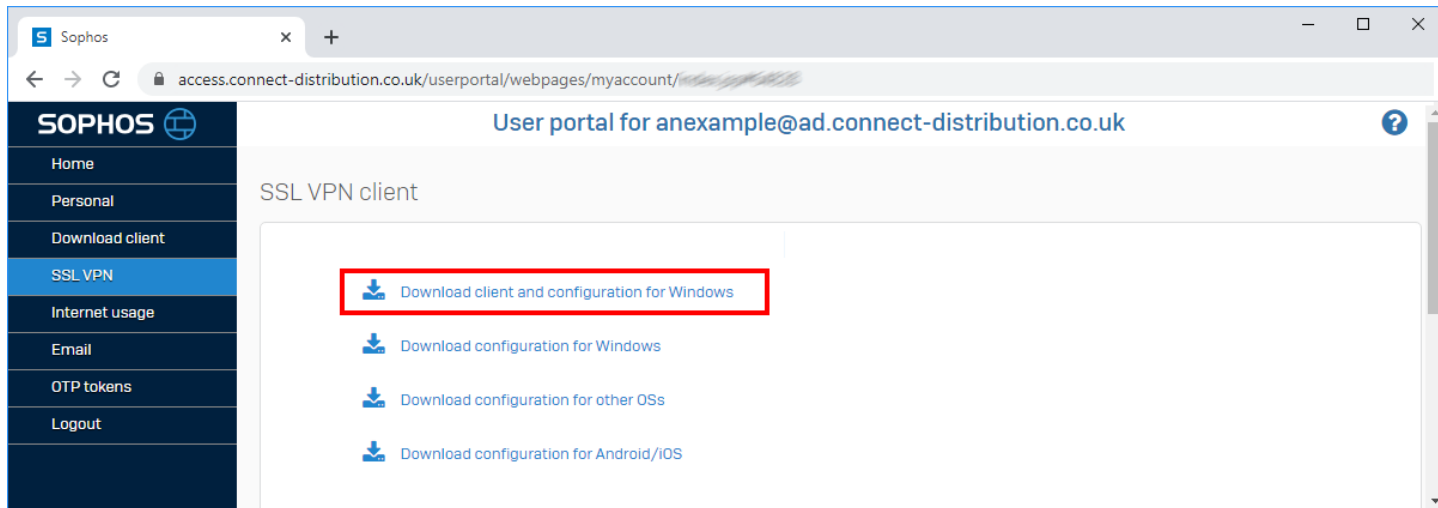 Sophos
access.connect-distribution.co.uk/userportal/webpages/myaccount/
SOPHOS
User portal for anexample@ad.connect-distribution.co.uk
Home
Personal
Download client
SSL VPN
Internet usage
Email
OTP tokens
Logout
SSL VPN client
Download client and configuration for Windows
Download configuration for Windows
Download configuration for other OSs
Download configuration for Android/iOS